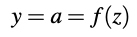 y = a = f(z)